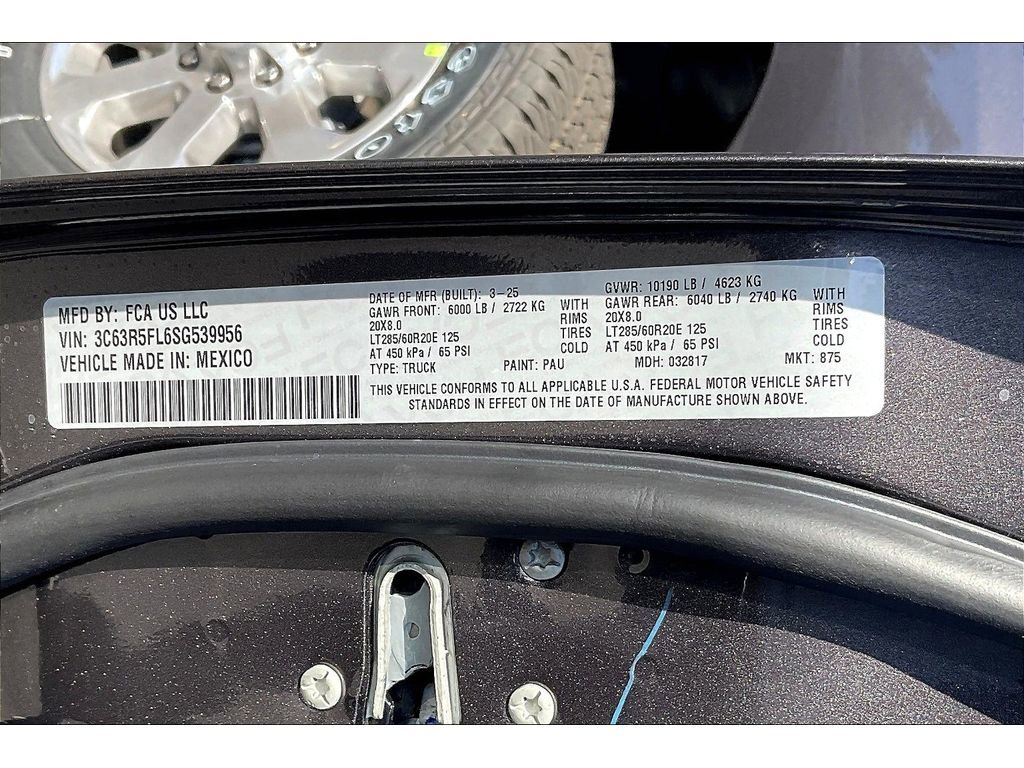 MFD BY: FCA US LLC
VIN: 3C63R5FL6SG539956
VEHICLE MADE IN: MEXICO
DATE OF MFR (BUILT): 3-25
GAWR FRONT: 6000 LB / 2722 KG
WITH
20X8.0
RIMS
LT285/60R20E 125
TIRES
AT 450 kPa / 65 PSI
COLD
TYPE: TRUCK
PAINT: PAU
GVWR: 10190 LB / 4623 KG
GAWR REAR: 6040 LB / 2740 KG
WITH
20X8.0
RIMS
LT285/60R20E 125
TIRES
AT 450 kPa / 65 PSI
COLD
MDH: 032817
MKT: 875
THIS VEHICLE CONFORMS TO ALL APPLICABLE U.S.A. FEDERAL MOTOR VEHICLE SAFETY
STANDARDS IN EFFECT ON THE DATE OF MANUFACTURE SHOWN ABOVE.